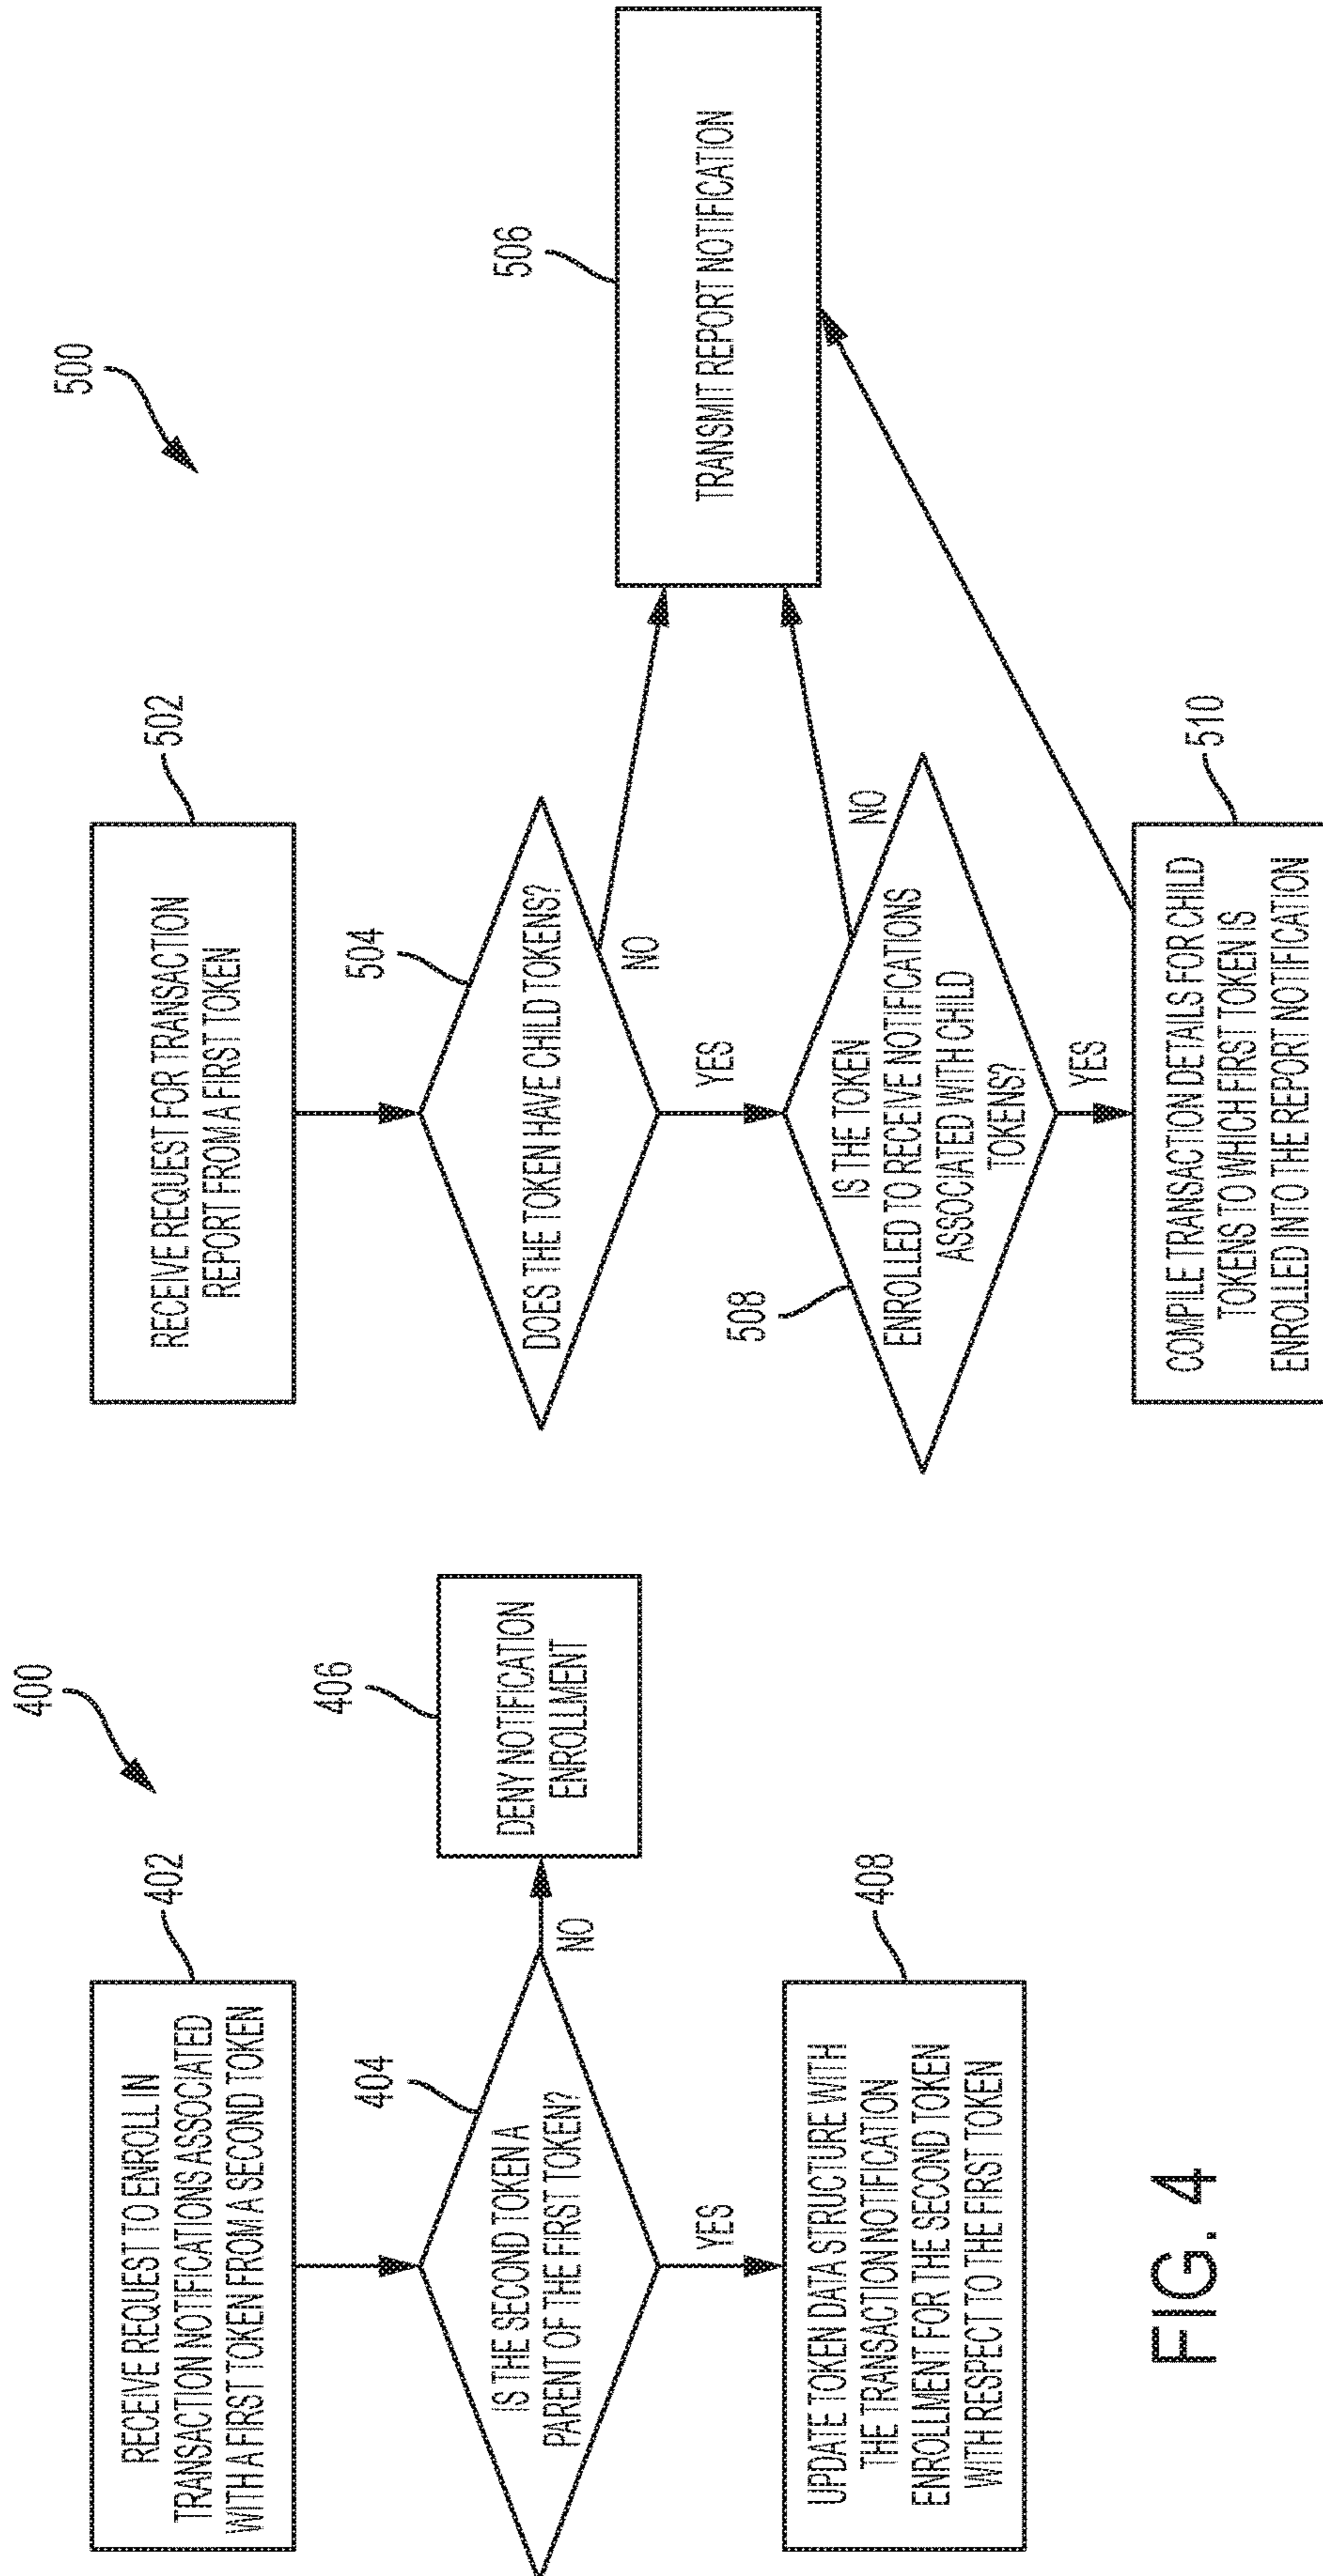 400
RECEIVE REQUEST TO ENROLL IN
TRANSACTION NOTIFICATIONS ASSOCIATED
WITH A FIRST TOKEN FROM A SECOND TOKEN
402
IS THE SECOND TOKEN A
PARENT OF THE FIRST TOKEN?
404
NO
DENY NOTIFICATION
ENROLLMENT
406
YES
UPDATE TOKEN DATA STRUCTURE WITH
THE TRANSACTION NOTIFICATION
ENROLLMENT FOR THE SECOND TOKEN
WITH RESPECT TO THE FIRST TOKEN
408
FIG. 4
500
RECEIVE REQUEST FOR TRANSACTION
REPORT FROM A FIRST TOKEN
502
DOES THE TOKEN HAVE CHILD TOKENS?
504
NO
TRANSMIT REPORT NOTIFICATION
506
YES
IS THE TOKEN
ENROLLED TO RECEIVE NOTIFICATIONS
ASSOCIATED WITH CHILD
TOKENS?
508
NO
YES
COMPILE TRANSACTION DETAILS FOR CHILD
TOKENS TO WHICH FIRST TOKEN IS
ENROLLED INTO THE REPORT NOTIFICATION
510